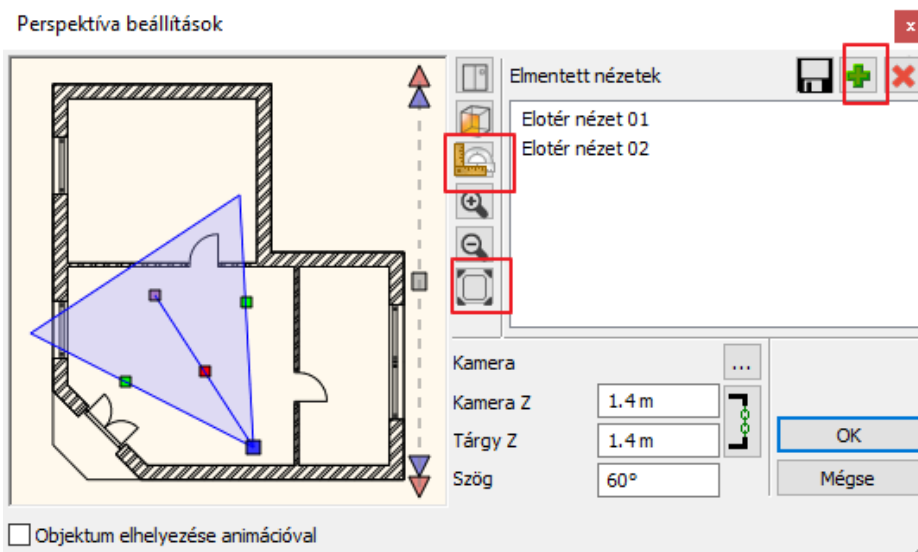 Perspektíva beállítások
x
Elmentett nézetek
Elotér nézet 01
Elotér nézet 02
Kamera
...
Kamera Z
1.4 m
Tárgy Z
1.4 m
OK
Szög
60°
Mégse
Objektum elhelyezése animációval